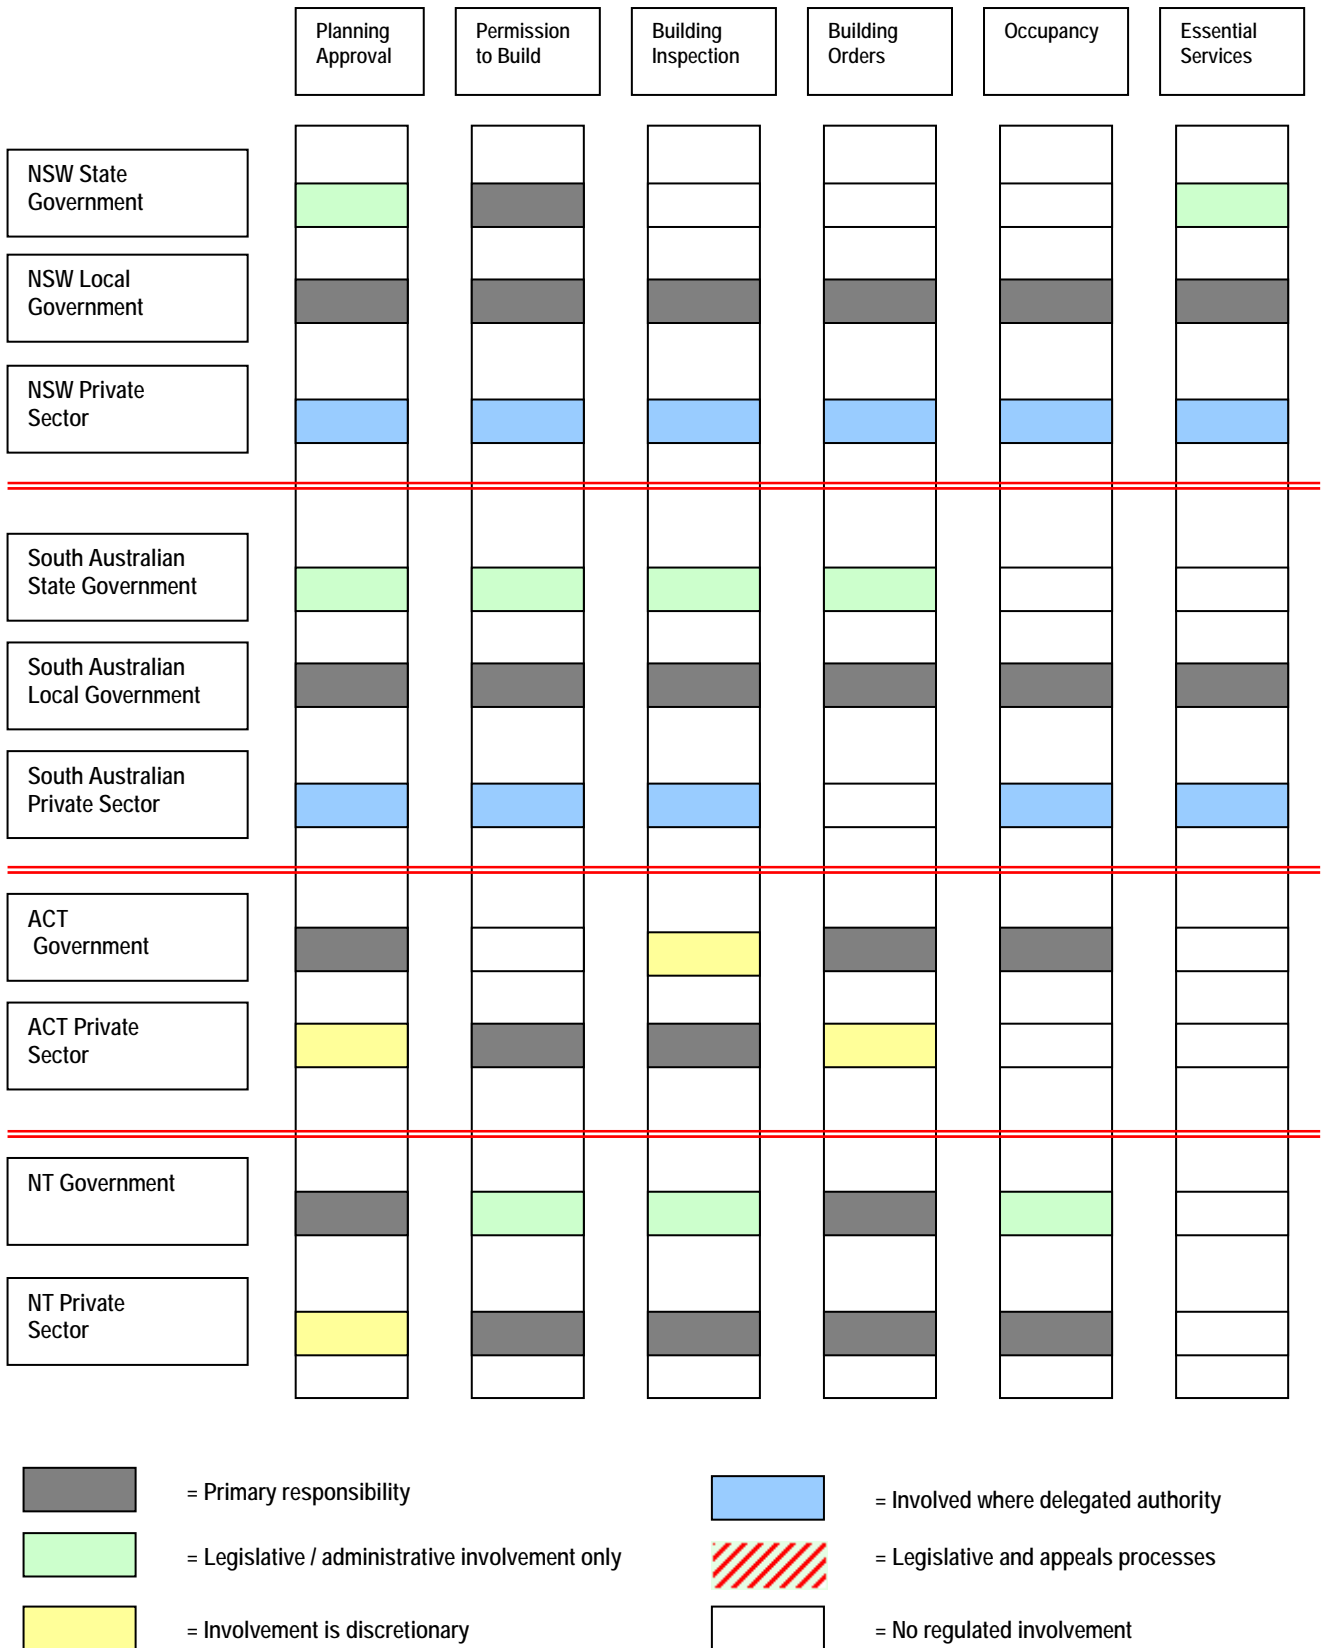 Planning
Approval
Permission
to Build
Building
Inspection
Building
Orders
Occupancy
Essential
Services
NSW State
Government
NSW Local
Government
NSW Private
Sector
South Australian
State Government
South Australian
Local Government
South Australian
Private Sector
ACT
Government
ACT Private
Sector
NT Government
NT Private
Sector
= Primary responsibility
= Involved where delegated authority
= Legislative / administrative involvement only
= Legislative and appeals processes
= Involvement is discretionary
= No regulated involvement